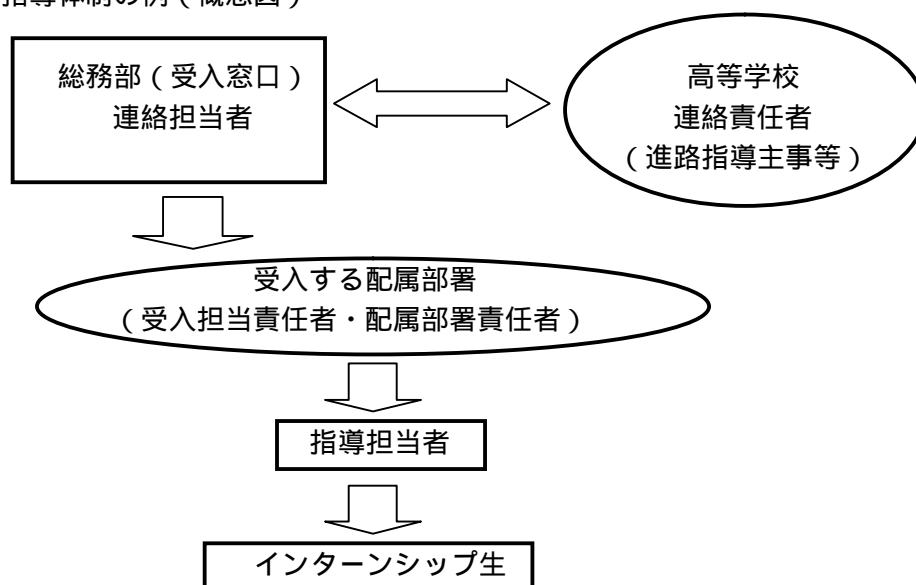 指導体制の例(概念図)
総務部(受入窓口)
連絡担当者
高等学校
連絡責任者
(進路指導主事等)
受入する配属部署
(受入担当責任者・配属部署責任者)
指導担当者
インターンシップ生